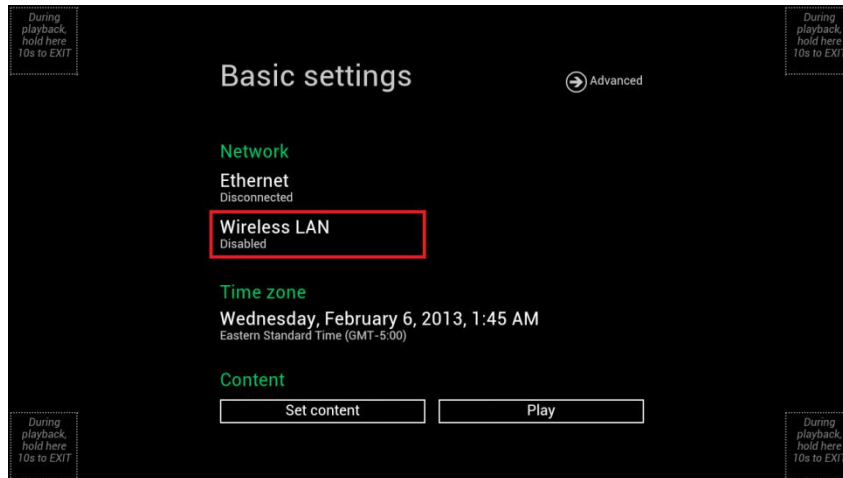 During
playback,
hold here
10s to EXIT
During
playback,
hold here
10s to EXIT
Basic settings
Advanced
Network
Ethernet
Disconnected
Wireless LAN
Disabled
Time zone
Wednesday, February 6, 2013, 1:45 AM
Eastern Standard Time (GMT-5:00)
Content
Set content
Play
During
playback,
hold here
10s to EXIT
During
playback,
hold here
10s to EXIT